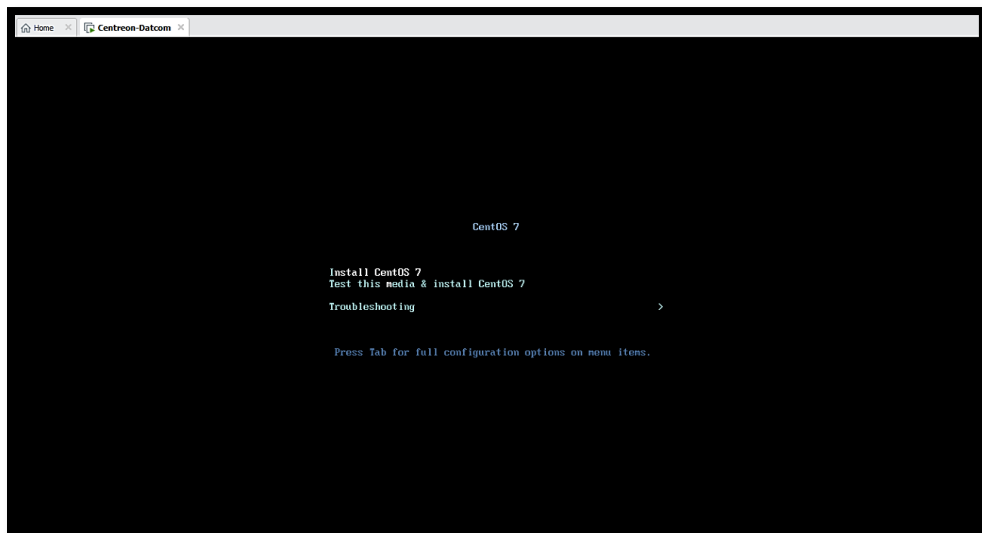 Home
Centreon-Datcom
CentOS 7
Install CentOS 7
Test this media & install CentOS 7
Troubleshooting >
Press Tab for full configuration options on menu items.